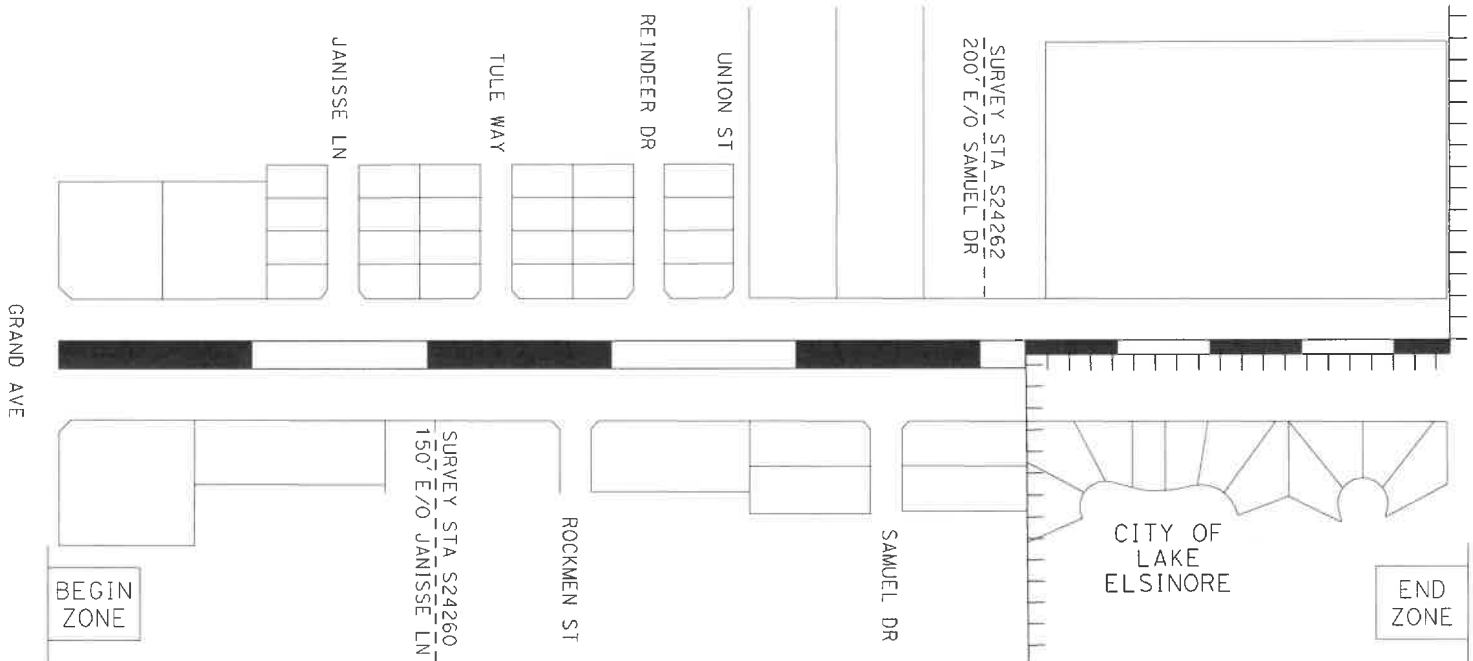 JANISSE LN
TULE WAY
REINDEER DR
UNION ST
SURVEY STA S24262
200' E/O SAMUEL DR
GRAND AVE
SURVEY STA S24260
150' E/O JANISSE LN
ROCKMEN ST
SAMUEL DR
CITY OF
LAKE
ELSINORE
BEGIN
ZONE
END
ZONE